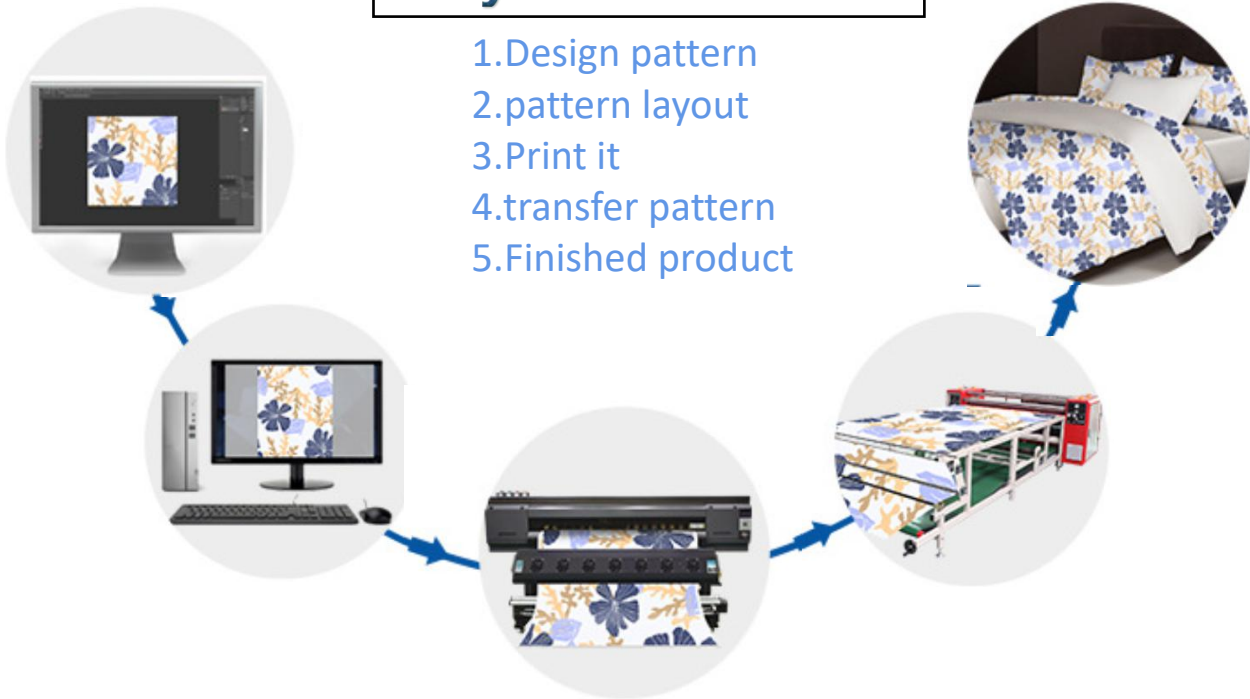 1.Design pattern
2.pattern layout
3.Print it
4.transfer pattern
5.Finished product